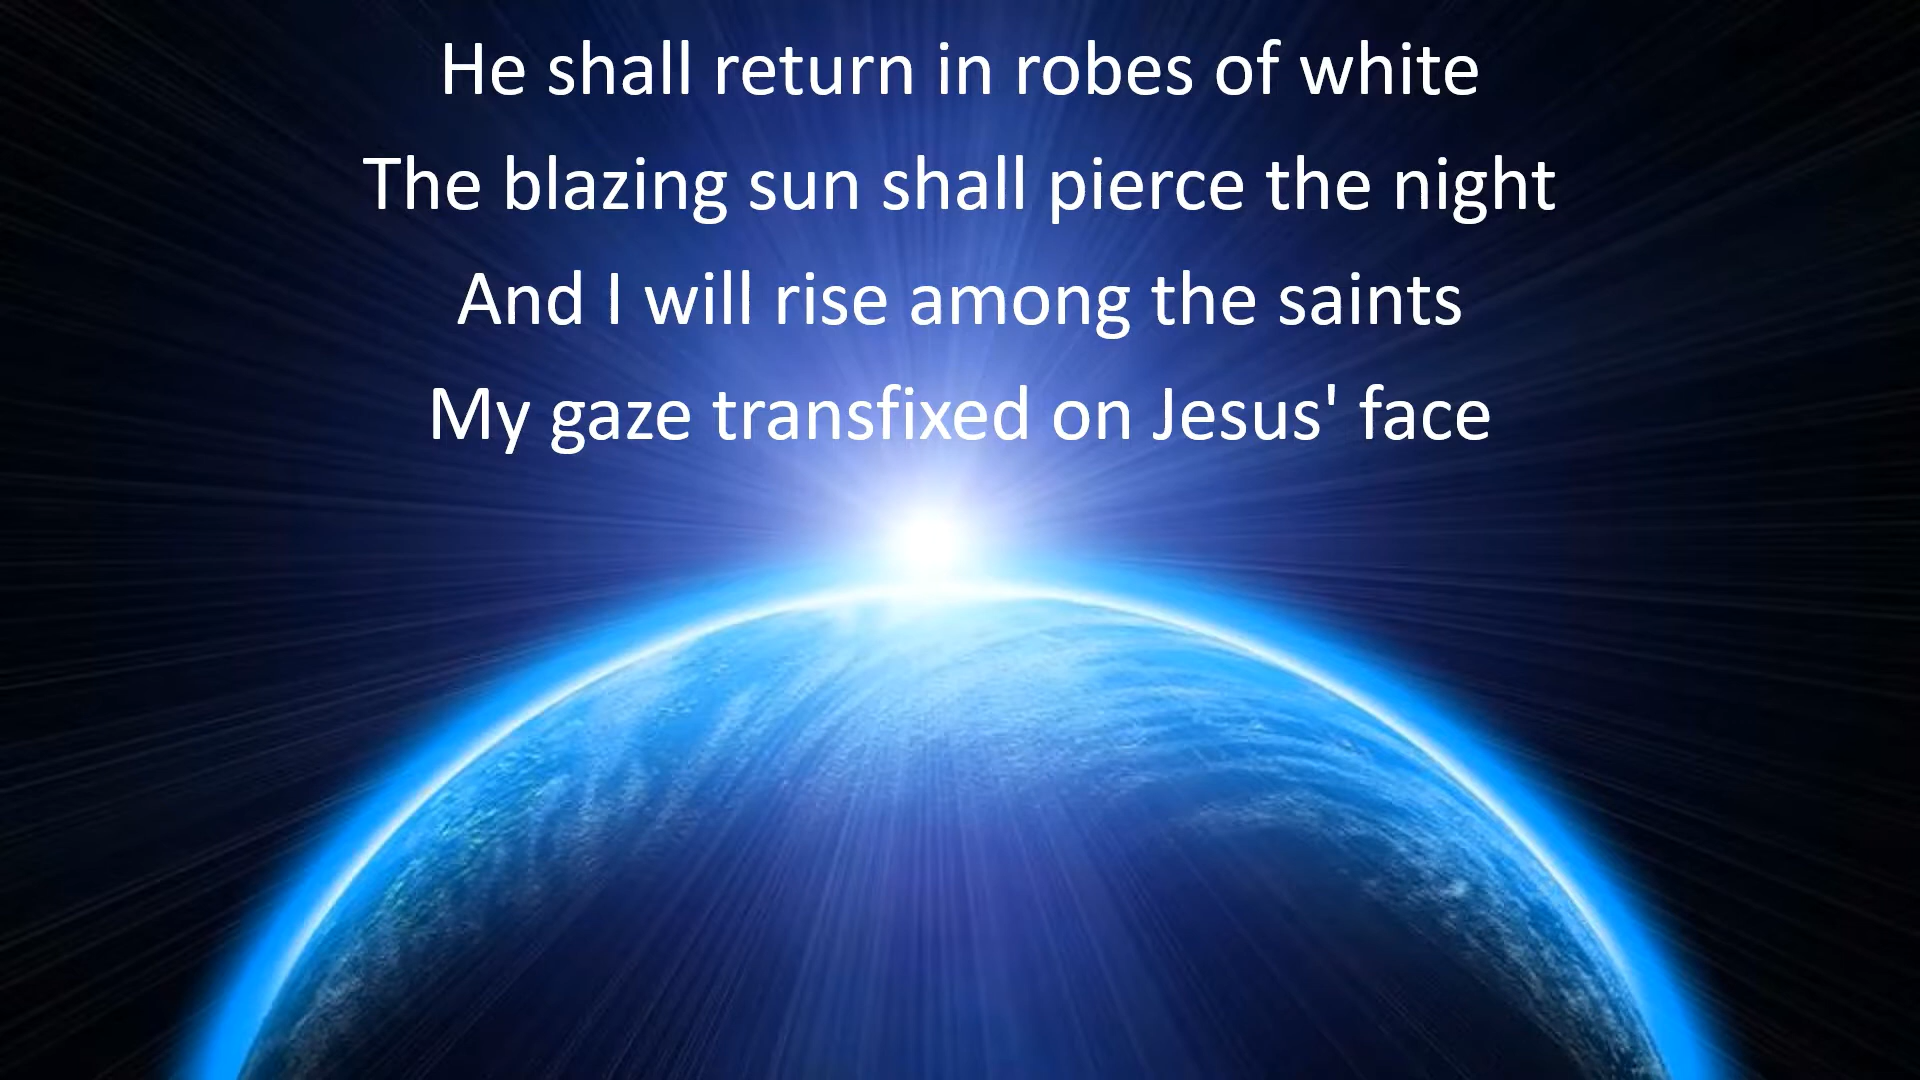 He shall return in robes of white
The blazing sun shall pierce the night
And I will rise among the saints
My gaze transfixed on Jesus' face